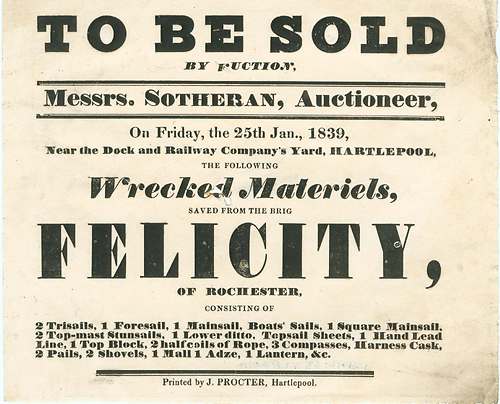 TO BE SOLD
BY AUCTION,
Messrs. SOTHERAN, Auctioneer,
On Friday, the 25th Jan., 1839,
Near the Dock and Railway Company's Yard, HARTLEPOOL,
THE FOLLOWING
Wrecked Materiels,
SAVED FROM THE BRIG
FELICITY,
OF ROCHESTER,
CONSISTING OF
2 Trisails, 1 Foresail, 1 Mainsail, Boats' Sails, 1 Square Mainsail,
2 Top-mast Stunsails, 1 Lower ditto, Topsail Sheets, 1 Hand Lead
Line, 1 Top Block, 2 half coils of Rope, 3 Compasses, Harness Cask,
2 Pails, 2 Shovels, 1 Mall 1 Adze, 1 Lantern, &c.
Printed by J. PROCTER, Hartlepool.